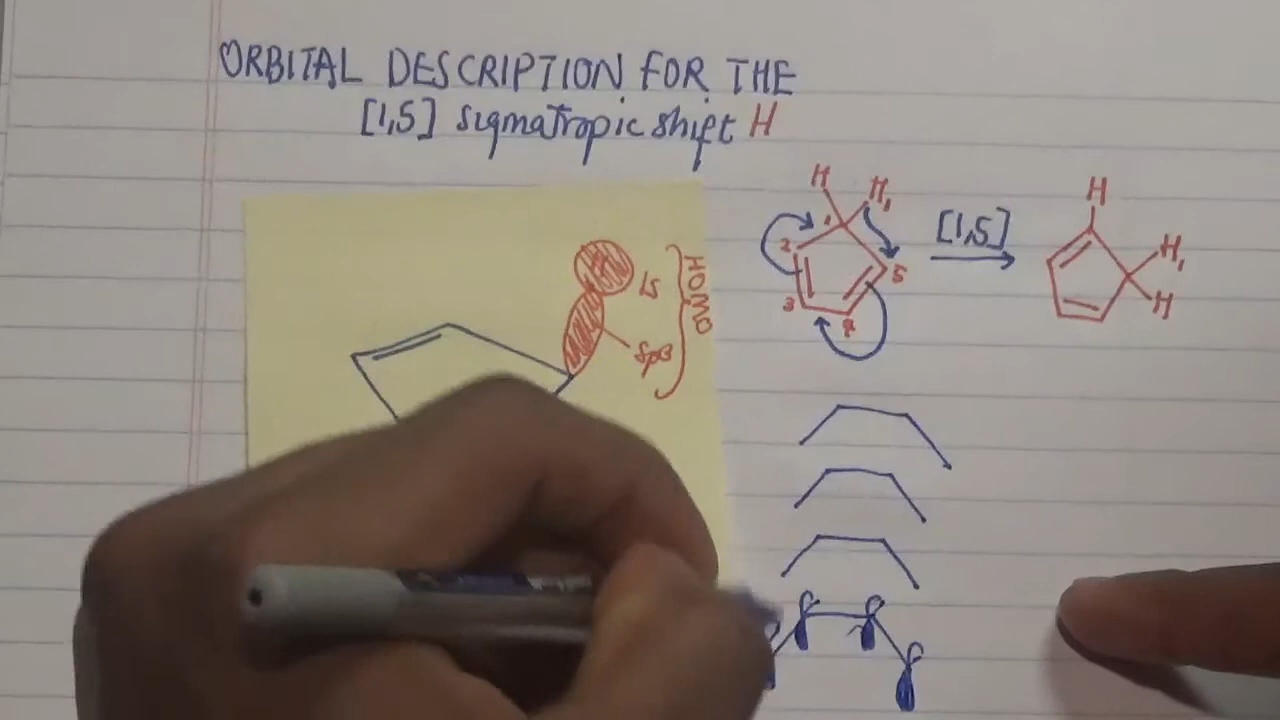 ORBITAL DESCRIPTION FOR THE
[1,5] sigmatropic shift H
H
H1
1
2
3
4
5
[1,5]
H
H1
H
1s
sp3
HOMO